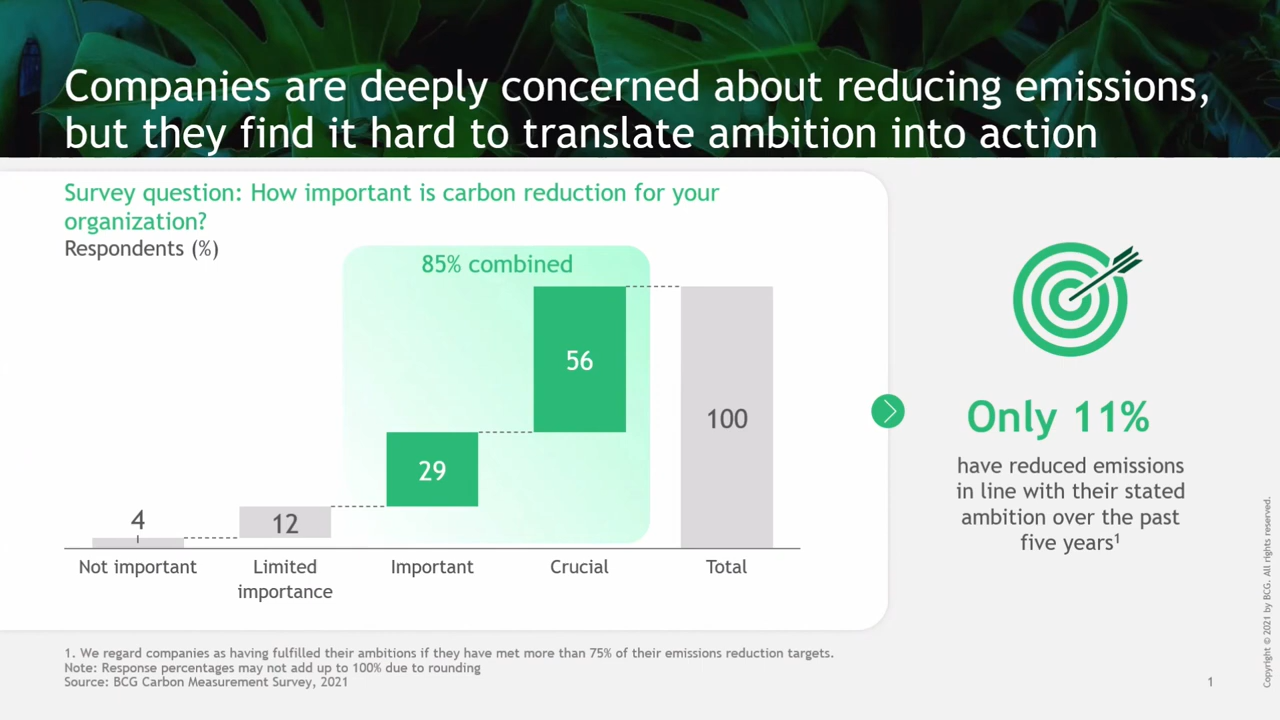 Companies are deeply concerned about reducing emissions,
but they find it hard to translate ambition into action
Survey question: How important is carbon reduction for your
organization?
Respondents (%)
85% combined
4
12
29
56
100
Not important
Limited
importance
Important
Crucial
Total
Only 11%
have reduced emissions
in line with their stated
ambition over the past
five years¹
1. We regard companies as having fulfilled their ambitions if they have met more than 75% of their emissions reduction targets.
Note: Response percentages may not add up to 100% due to rounding
Source: BCG Carbon Measurement Survey, 2021
1
Copyright © 2021 by BCG. All rights reserved.